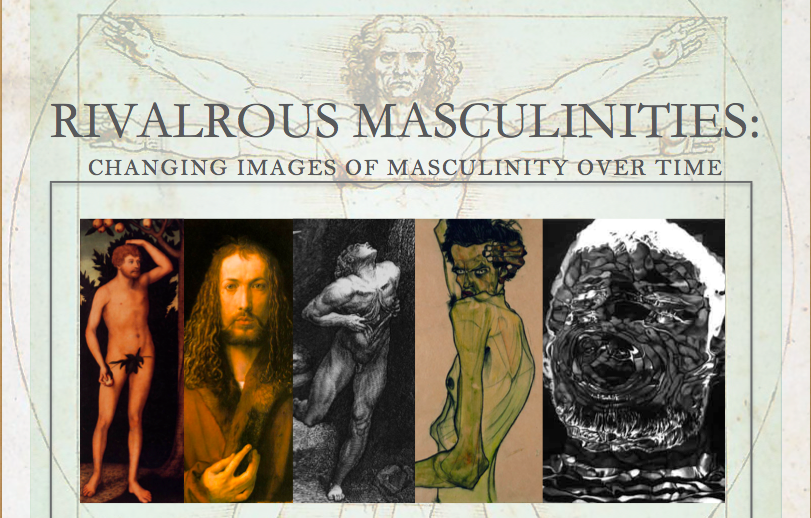 RIVALROUS MASCULINITIES:
CHANGING IMAGES OF MASCULINITY OVER TIME